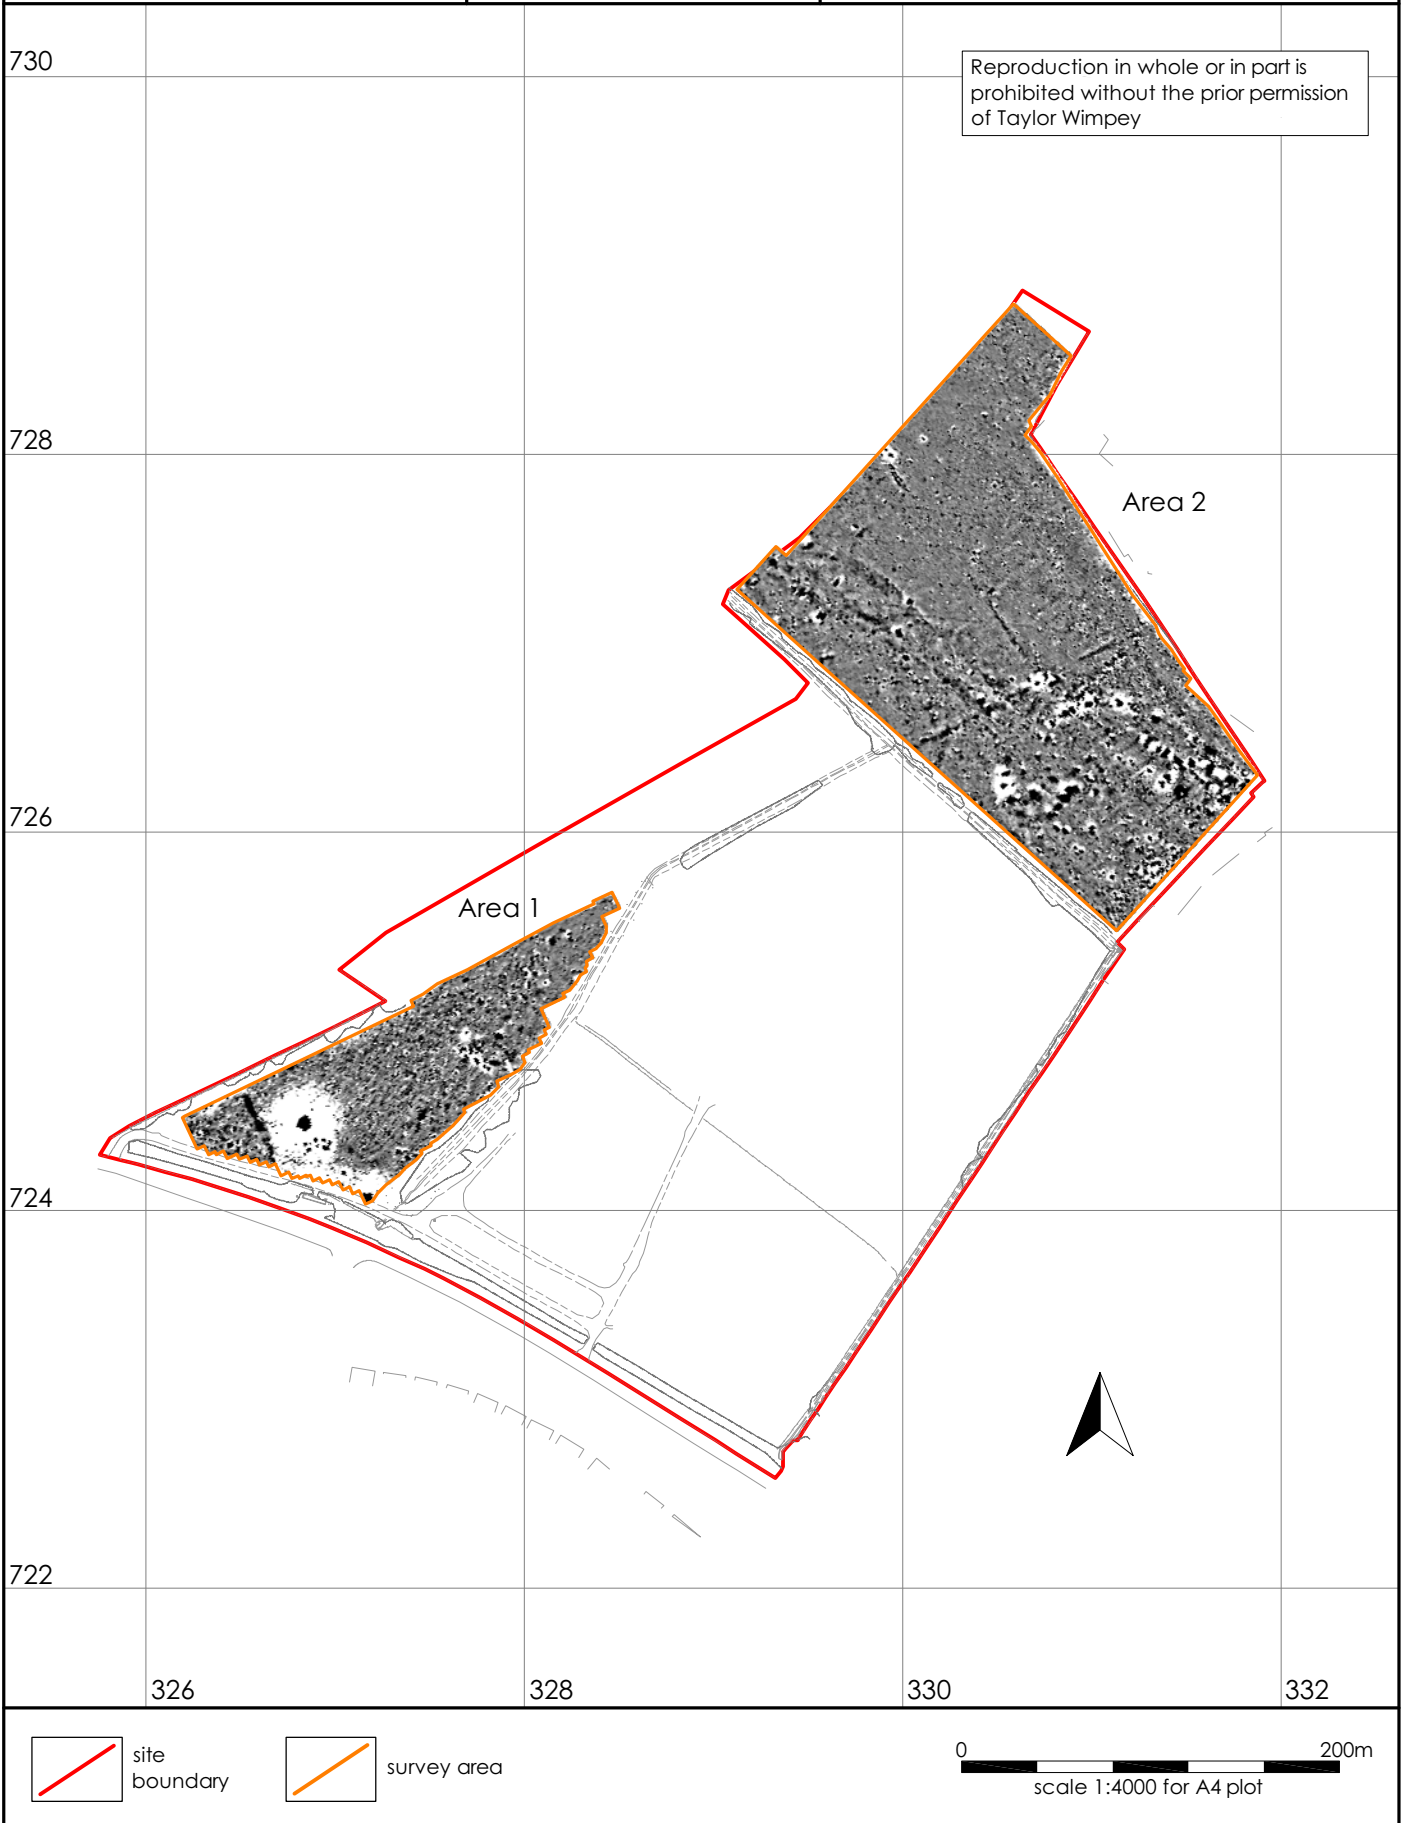 730
Reproduction in whole or in part is
prohibited without the prior permission
of Taylor Wimpey
728
Area 2
726
Area 1
724
722
326 328 330 332
site
boundary
survey area
0 200m
scale 1:4000 for A4 plot